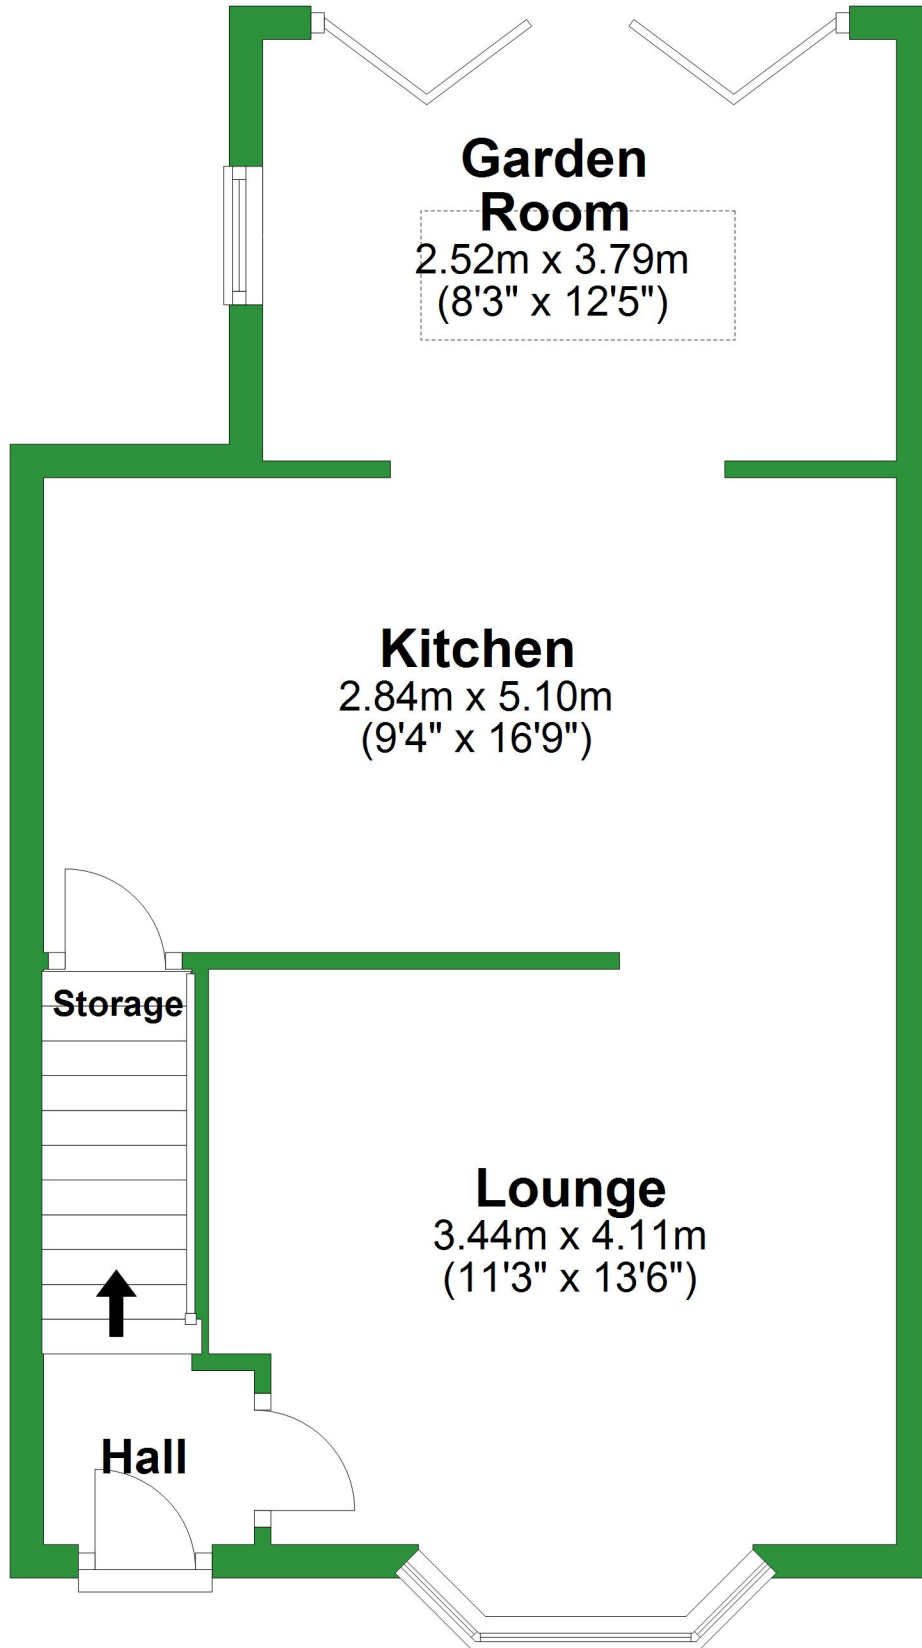 Garden
Room
2.52m x 3.79m
(8'3" x 12'5")
Kitchen
2.84m x 5.10m
(9'4" x 16'9")
Storage
Lounge
3.44m x 4.11m
(11'3" x 13'6")
Hall